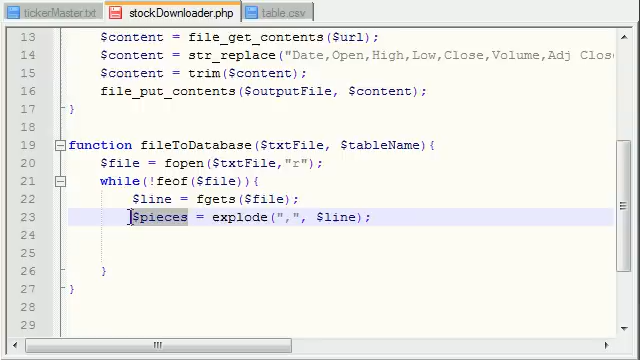 tickerMaster.txt stockDownloader.php table.csv
13 $content = file_get_contents($url);
14 $content = str_replace("Date,Open,High,Low,Close,Volume,Adj Close
15 $content = trim($content);
16 file_put_contents($outputFile, $content);
17 }
18
19 function fileToDatabase($txtFile, $tableName){
20 $file = fopen($txtFile,"r");
21 while(!feof($file)){
22 $line = fgets($file);
23 $pieces = explode(",", $line);
24
25
26 }
27 }
28
29